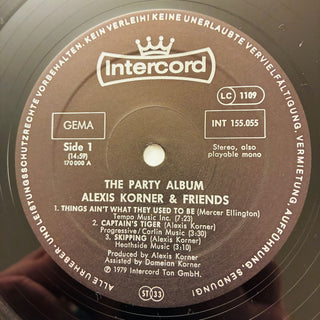 KEIN VERLEIH! KEINE UNERLAUBTE VERVIELFÄLTIGUNG, VERMIETUNG, AUFFÜHRUNG, SENDUNG!
ALLE URHEBER- UND LEISTUNGSSCHUTZRECHTE VORBEHALTEN.
Intercord
LC 1109
GEMA
INT 155.055
Side 1
(14:59)
170 000 A
Stereo, also
playable mono
THE PARTY ALBUM
ALEXIS KORNER & FRIENDS
1. THINGS AIN'T WHAT THEY USED TO BE (Mercer Ellington)
Tempo Music Inc. (7:23)
2. CAPTAIN'S TIGER (Alexis Korner)
Progressive/Corlin Music (3:30)
3. SKIPPING (Alexis Korner)
Heathside Music (3:10)
Produced by Alexis Korner
Assisted by Dameian Korner
℗ 1979 Intercord Ton GmbH.
ST 33